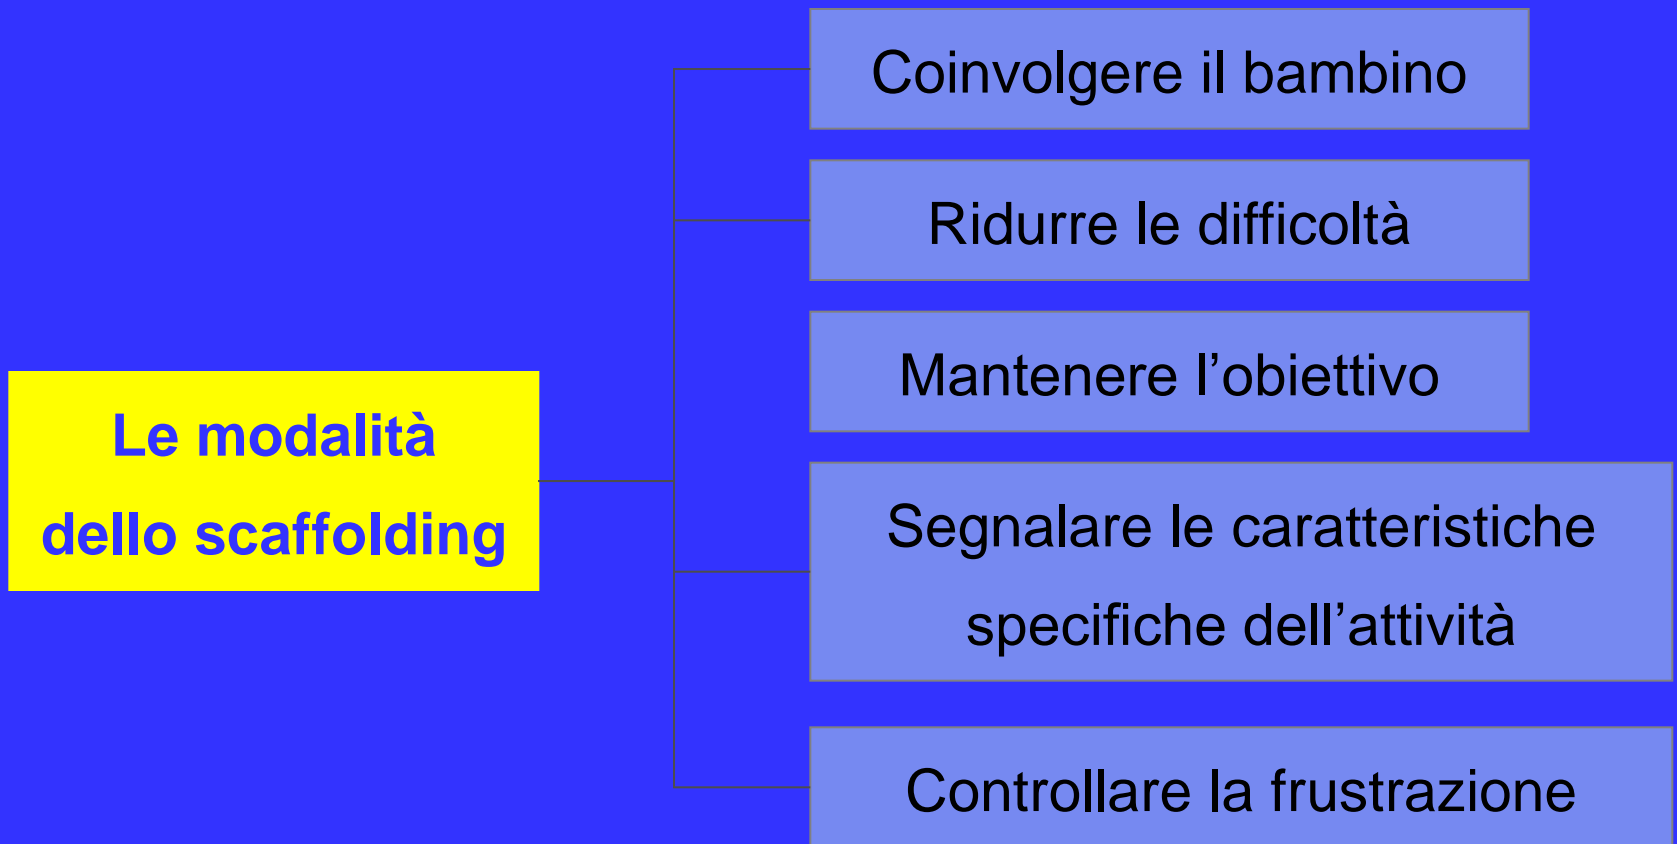 Le modalità
dello scaffolding
Coinvolgere il bambino
Ridurre le difficoltà
Mantenere l’obiettivo
Segnalare le caratteristiche
specifiche dell’attività
Controllare la frustrazione